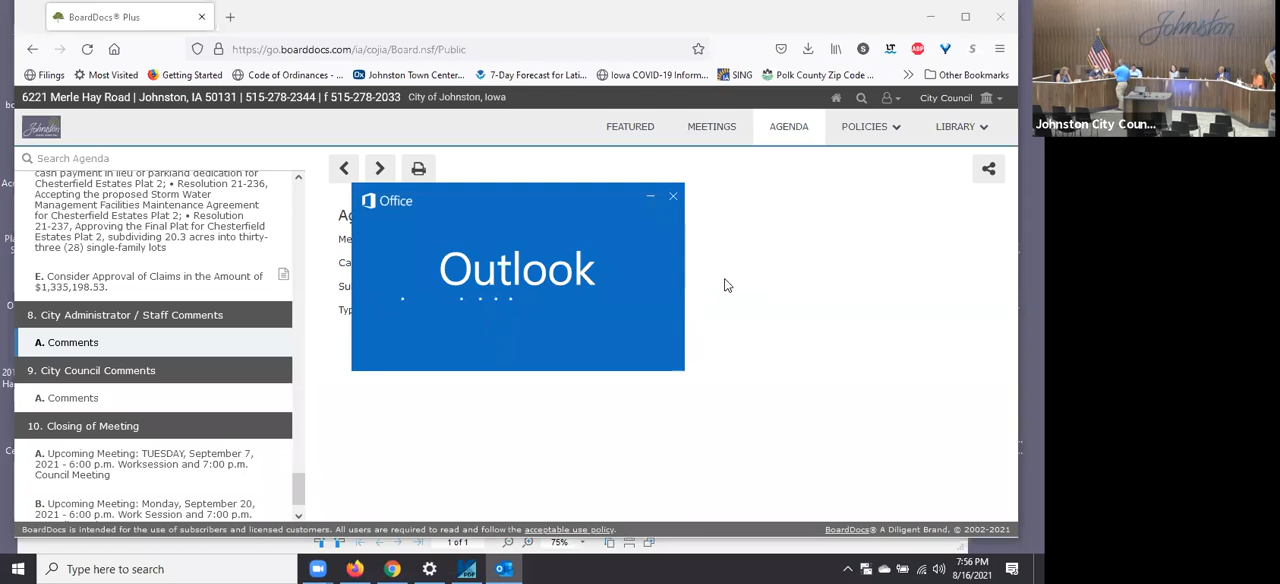 BoardDocs® Plus
https://go.boarddocs.com/ia/cojia/Board.nsf/Public
Filings
Most Visited
Getting Started
Code of Ordinances - ...
Johnston Town Center...
7-Day Forecast for Lati...
Iowa COVID-19 Inform...
SING
Polk County Zip Code ...
Other Bookmarks
6221 Merle Hay Road | Johnston, IA 50131 | 515-278-2344 | f 515-278-2033 City of Johnston, Iowa
City Council
Johnston
FEATURED
MEETINGS
AGENDA
POLICIES
LIBRARY
Search Agenda
cash payment in lieu of parkland dedication for
Chesterfield Estates Plat 2; • Resolution
21-236, Accepting the proposed Storm Water
Management Facilities Maintenance Agreement
for Chesterfield Estates Plat 2; • Resolution
21-237, Approving the Final Plat for Chesterfield
Estates Plat 2, subdividing 20.3 acres into thirty-
three (28) single-family lots
E. Consider Approval of Claims in the Amount of
$1,335,198.53.
8. City Administrator / Staff Comments
A. Comments
9. City Council Comments
A. Comments
10. Closing of Meeting
A. Upcoming Meeting: TUESDAY, September 7,
2021 - 6:00 p.m. Worksession and 7:00 p.m.
Council Meeting
B. Upcoming Meeting: Monday, September 20,
2021 - 6:00 p.m. Work Session and 7:00 p.m.
Office
Outlook
BoardDocs is intended for the use of subscribers and licensed customers. All users are required to read and follow the acceptable use policy.
BoardDocs® A Diligent Brand, © 2002-2021
1 of 1
75%
Type here to search
7:56 PM
8/16/2021
Johnston
Johnston City Coun...